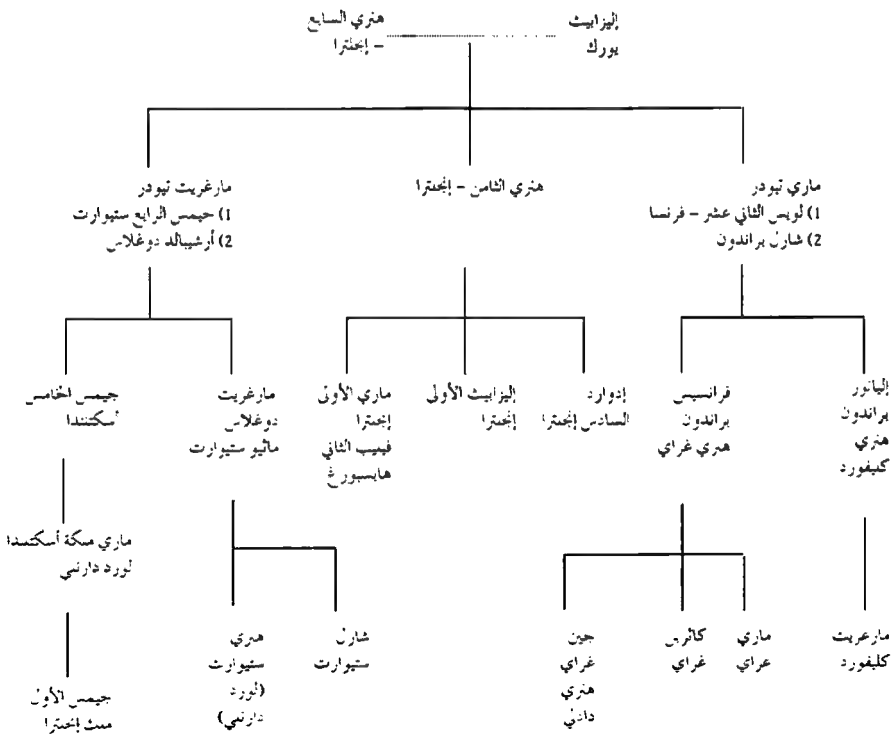 إليزابيث
يورك
هنري السابع
– إنجلترا
ماري تيودر
1) لويس الثاني عشر – فرنسا
2) شارل براندون
هنري الثامن – إنجلترا
مارغريت تيودر
1) جيمس الرابع ستيوارت
2) أرشيبالد دوغلاس
إليانور
براندون
هنري
كليفورد
فرانسيس
براندون
هنري غراي
إدوارد
السادس إنجلترا
إليزابيث الأولى
إنجلترا
ماري الأولى
إنجلترا
فيليب الثاني
هابسبورغ
مارغريت
دوغلاس
ماثيو ستيوارت
جيمس الخامس
أسكتلندا
ماري ملكة أسكتلندا
لورد دارنلي
مارغريت
كليفورد
ماري
غراي
كاثرين
غراي
جين
غراي
هنري
دادلي
شارل
ستيوارت
هنري
ستيوارت
(لورد
دارنلي)
جيمس الأول
ملك إنجلترا